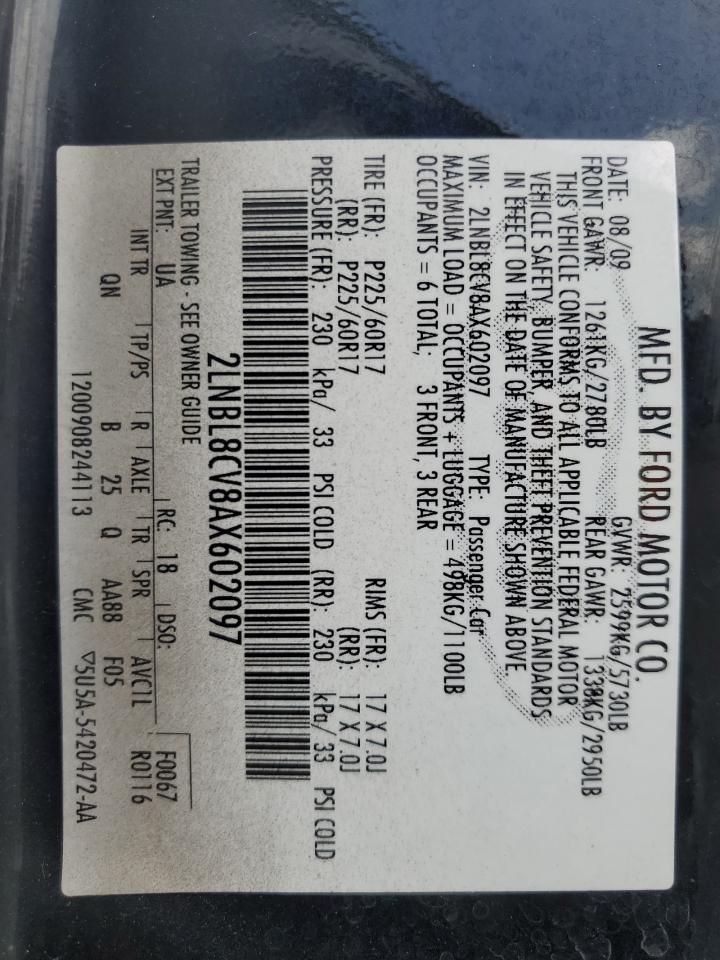 MFD. BY FORD MOTOR CO.
DATE: 08/09 GVWR: 2599KG/5730LB
FRONT GAWR: 1261KG/2780LB REAR GAWR: 1338KG/2950LB
THIS VEHICLE CONFORMS TO ALL APPLICABLE FEDERAL MOTOR
VEHICLE SAFETY, BUMPER, AND THEFT PREVENTION STANDARDS
IN EFFECT ON THE DATE OF MANUFACTURE SHOWN ABOVE.
VIN: 2LNBL8CV8AX602097 TYPE: Passenger Car
MAXIMUM LOAD = OCCUPANTS + LUGGAGE = 498KG/1100LB
OCCUPANTS = 6 TOTAL, 3 FRONT, 3 REAR
TIRE (FR): P225/60R17 RIMS (FR): 17 X 7.0J
(RR): P225/60R17 (RR): 17 X 7.0J
PRESSURE (FR): 230 kPa/ 33 PSI COLD (RR): 230 kPa/ 33 PSI COLD
2LNBL8CV8AX602097
TRAILER TOWING - SEE OWNER GUIDE
EXT PNT: UA RC: 18 DSO: F0067
INT TR TP/PS R AXLE TR SPR AVC1L R0116
QN B 25 Q AA88 F05
1200908244113 CMC ▽5U5A-5420472-AA